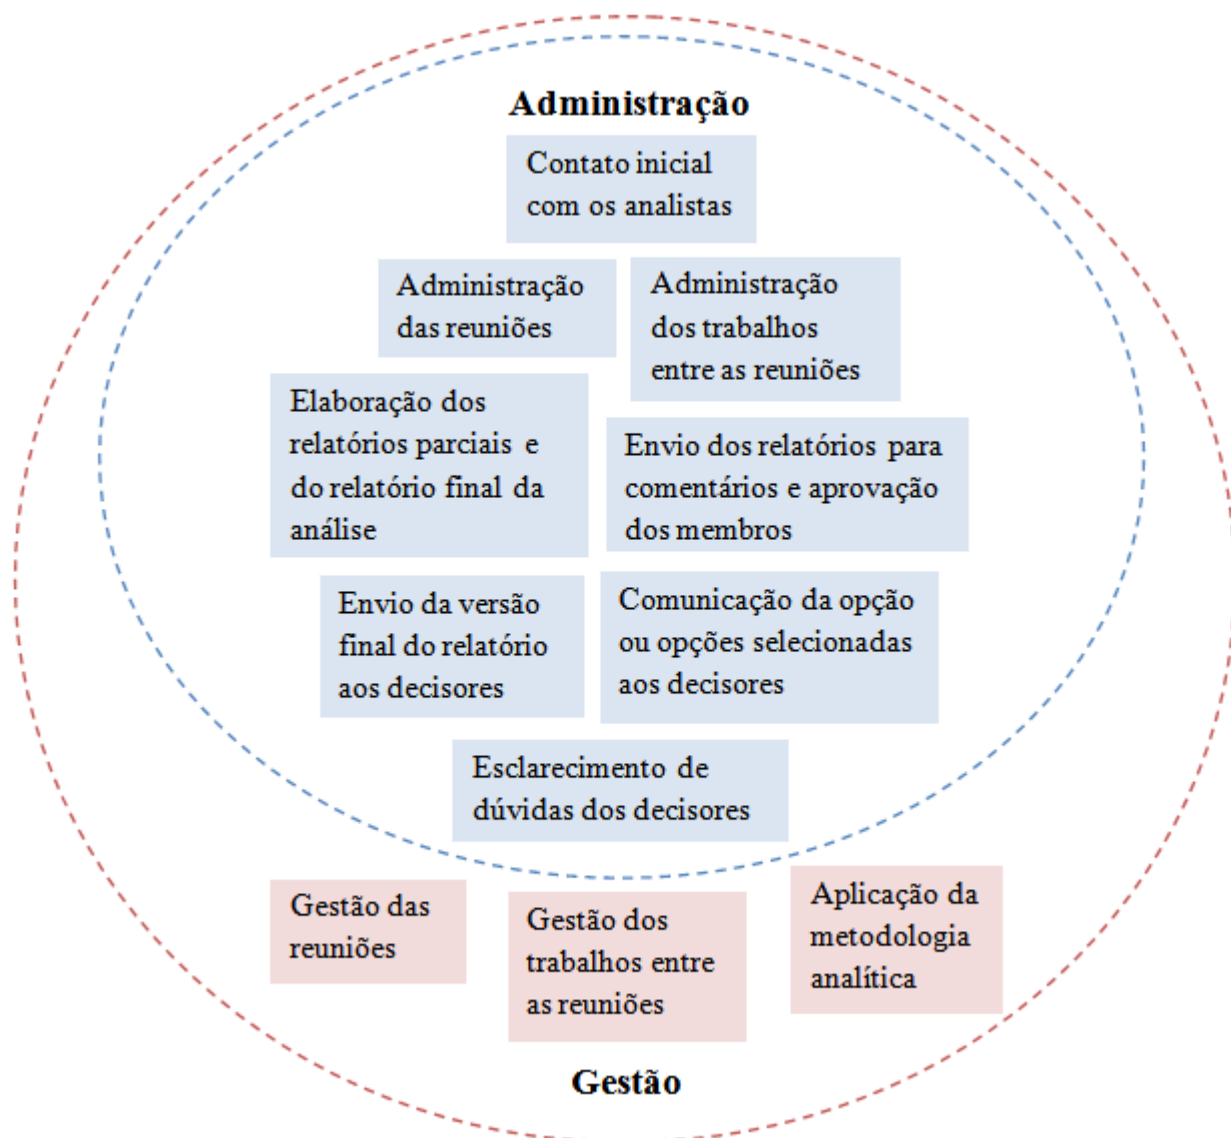 Administração
Contato inicial
com os analistas
Administração
das reuniões
Administração
dos trabalhos
entre as reuniões
Elaboração dos
relatórios parciais e
do relatório final da
análise
Envio dos relatórios para
comentários e aprovação
dos membros
Envio da versão
final do relatório
aos decisores
Comunicação da opção
ou opções selecionadas
aos decisores
Esclarecimento de
dúvidas dos decisores
Gestão das
reuniões
Gestão dos
trabalhos entre
as reuniões
Aplicação da
metodologia
analítica
Gestão